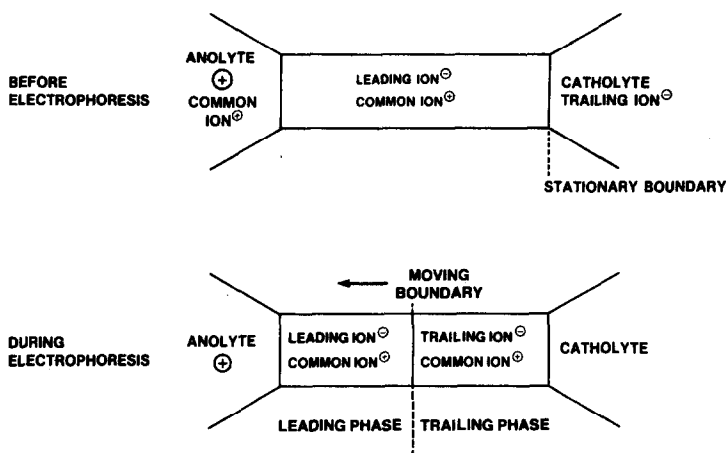 BEFORE
ELECTROPHORESIS
ANOLYTE
⊕
COMMON
ION⊕
LEADING ION⊖
COMMON ION⊕
CATHOLYTE
TRAILING ION⊖
STATIONARY BOUNDARY
MOVING
BOUNDARY
DURING
ELECTROPHORESIS
ANOLYTE
⊕
LEADING ION⊖
COMMON ION⊕
TRAILING ION⊖
COMMON ION⊕
CATHOLYTE
LEADING PHASE
TRAILING PHASE